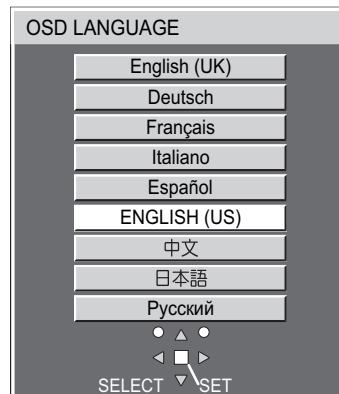 OSD LANGUAGE
English (UK)
Deutsch
Français
Italiano
Español
ENGLISH (US)
中文
日本語
Русский
SELECT SET